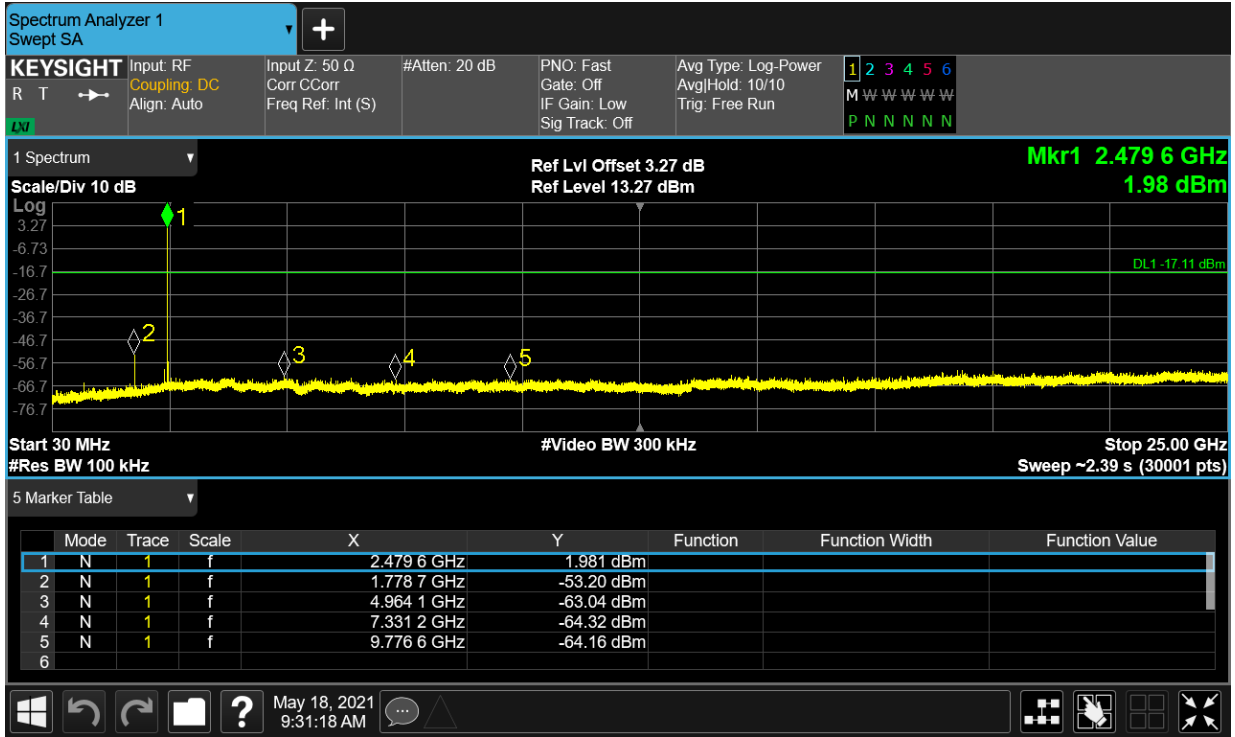 Spectrum Analyzer 1
Swept SA
+
KEYSIGHT Input: RF Input Z: 50 Ω #Atten: 20 dB PNO: Fast Avg Type: Log-Power 1 2 3 4 5 6
R T Coupling: DC Corr CCorr Gate: Off Avg|Hold: 10/10 M W W W W W
Align: Auto Freq Ref: Int (S) IF Gain: Low Trig: Free Run
LXI Sig Track: Off P N N N N N
1 Spectrum Ref Lvl Offset 3.27 dB Mkr1 2.479 6 GHz
Scale/Div 10 dB Ref Level 13.27 dBm 1.98 dBm
Log
1
3.27
-6.73
-16.7 DL1 -17.11 dBm
-26.7
-36.7
2
-46.7
3 4 5
-56.7
-66.7
-76.7
Start 30 MHz #Video BW 300 kHz Stop 25.00 GHz
#Res BW 100 kHz Sweep ~2.39 s (30001 pts)
5 Marker Table
Mode Trace Scale X Y Function Function Width Function Value
1 N 1 f 2.479 6 GHz 1.981 dBm
2 N 1 f 1.778 7 GHz -53.20 dBm
3 N 1 f 4.964 1 GHz -63.04 dBm
4 N 1 f 7.331 2 GHz -64.32 dBm
5 N 1 f 9.776 6 GHz -64.16 dBm
6
? May 18, 2021
9:31:18 AM